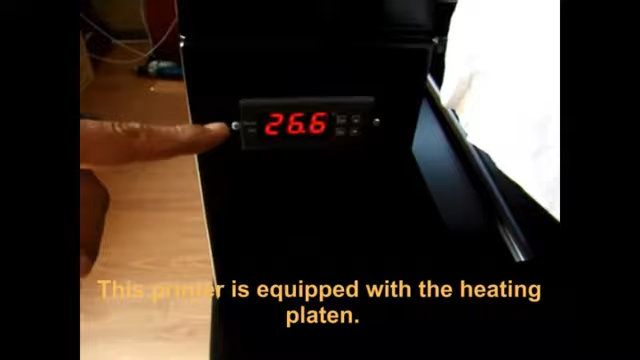 26.6
This printer is equipped with the heating
platen.